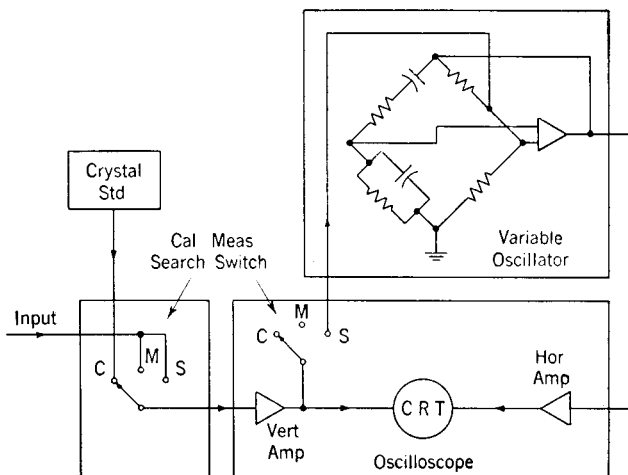 Crystal
Std
Variable
Oscillator
Cal Meas
Search Switch
Input
C
M
S
C
M
S
Vert
Amp
CRT
Hor
Amp
Oscilloscope